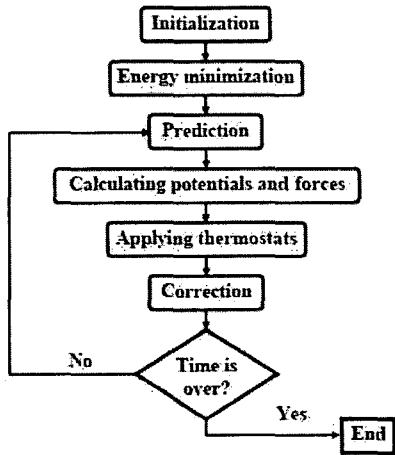 Initialization
Energy minimization
Prediction
Calculating potentials and forces
Applying thermostats
Correction
No
Time is
over?
Yes
End